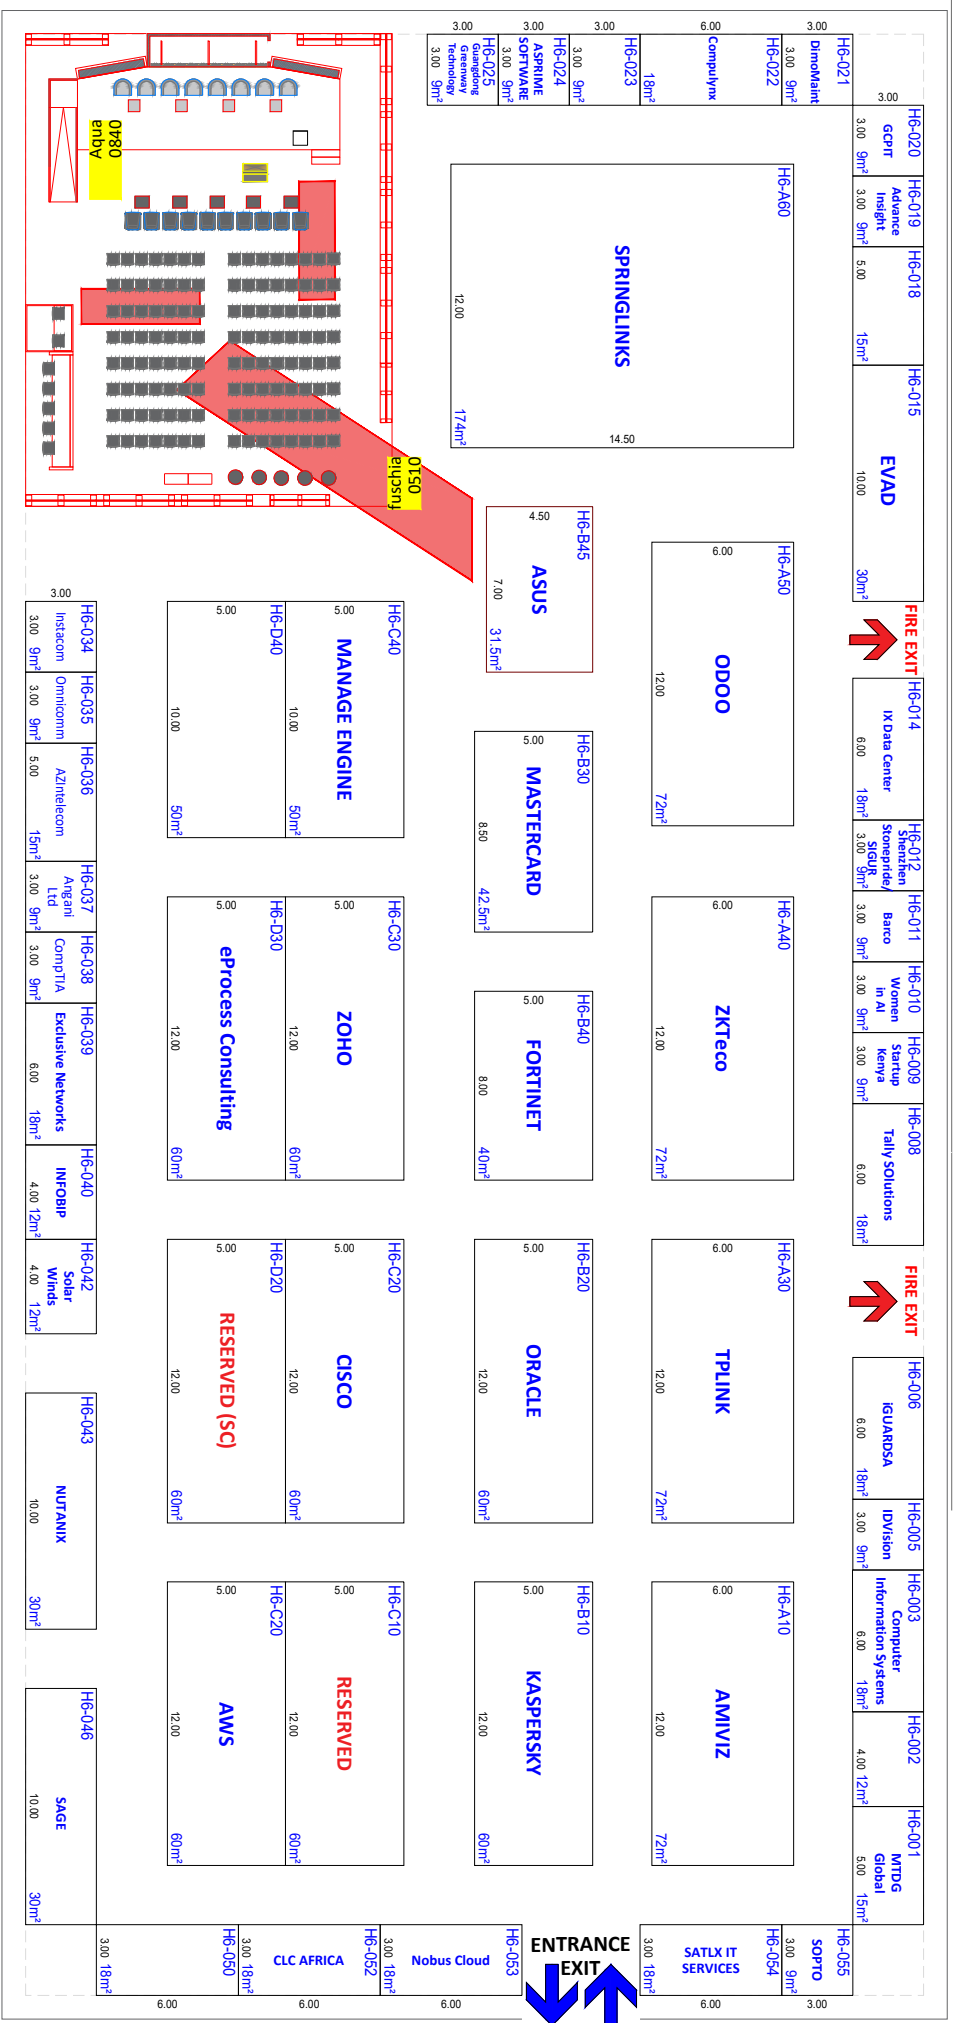 3.00
3.00
3.00
6.00
3.00
H6-025
Guangdong
Greenway
Technology
3.00 9m²
H6-024
ASPRIME
SOFTWARE
3.00 9m²
H6-023
3.00 9m²
H6-022
Compulynx
18m²
H6-021
DimoMaint
3.00 9m²
3.00
H6-020
GCPIT
3.00 9m²
H6-019
Advance
Insight
3.00 9m²
H6-018
5.00 15m²
H6-015
EVAD
10.00 30m²
FIRE EXIT
H6-014
IX Data Center
6.00 18m²
H6-012
Shenzhen
Stonepride/
SIGUR
3.00 9m²
H6-011
Barco
3.00 9m²
H6-010
Women
in AI
3.00 9m²
H6-009
Startup
Kenya
3.00 9m²
H6-008
Tally SOlutions
6.00 18m²
FIRE EXIT
H6-006
iGUARDSA
6.00 18m²
H6-005
IDVision
3.00 9m²
H6-003
Computer
Information Systems
6.00 18m²
H6-002
4.00 12m²
H6-001
MTDG
Global
5.00 15m²
0840
Aqua
0510
fuschia
H6-A60
SPRINGLINKS
12.00
14.50
174m²
H6-A50
6.00
ODOO
12.00
72m²
H6-A40
6.00
ZKTeco
12.00
72m²
H6-A30
6.00
TPLINK
12.00
72m²
H6-A10
6.00
AMIVIZ
12.00
72m²
H6-B45
4.50
ASUS
7.00
31.5m²
H6-B30
5.00
MASTERCARD
8.50
42.5m²
H6-B40
5.00
FORTINET
8.00
40m²
H6-B20
5.00
ORACLE
12.00
60m²
H6-B10
5.00
KASPERSKY
12.00
60m²
H6-C40
5.00
MANAGE ENGINE
10.00
50m²
H6-D40
5.00
10.00
50m²
H6-C30
5.00
ZOHO
12.00
60m²
H6-D30
5.00
eProcess Consulting
12.00
60m²
H6-C20
5.00
CISCO
12.00
60m²
H6-D20
5.00
RESERVED (SC)
12.00
60m²
H6-C10
5.00
RESERVED
12.00
60m²
H6-C20
5.00
AWS
12.00
60m²
3.00
H6-034
Instacom
3.00 9m²
H6-035
Omnicomm
3.00 9m²
H6-036
AZIntelecom
5.00 15m²
H6-037
Angani
Ltd
3.00 9m²
H6-038
CompTIA
3.00 9m²
H6-039
Exclusive Networks
6.00 18m²
H6-040
INFOBIP
4.00 12m²
H6-042
Solar
Winds
4.00 12m²
H6-043
NUTANIX
10.00 30m²
H6-046
SAGE
10.00 30m²
H6-050
3.00 18m²
6.00
H6-052
CLC AFRICA
3.00 18m²
6.00
H6-053
Nobus Cloud
3.00 18m²
6.00
ENTRANCE
EXIT
H6-054
SATLX IT
SERVICES
3.00 18m²
6.00
H6-055
SOPTO
3.00 9m²
3.00